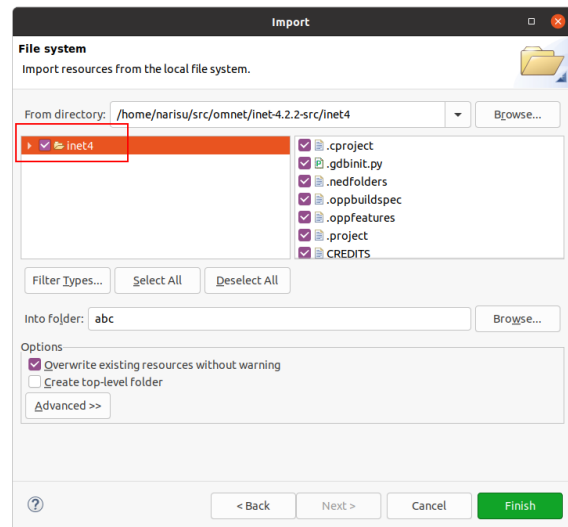 Import
File system
Import resources from the local file system.
From directory: /home/narisu/src/omnet/inet-4.2.2-src/inet4 Browse...
inet4
.cproject
.gdbinit.py
.nedfolders
.oppbuildspec
.oppfeatures
.project
CREDITS
Filter Types... Select All Deselect All
Into folder: abc Browse...
Options
Overwrite existing resources without warning
Create top-level folder
Advanced >>
? < Back Next > Cancel Finish